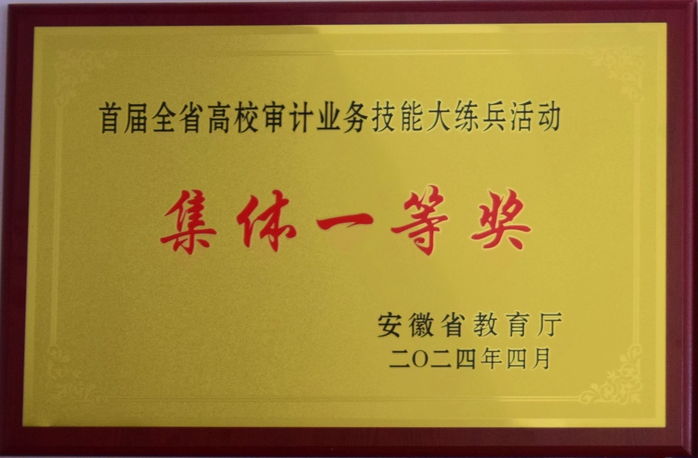 首届全省高校审计业务技能大练兵活动
集体一等奖
安徽省教育厅
二〇二四年四月